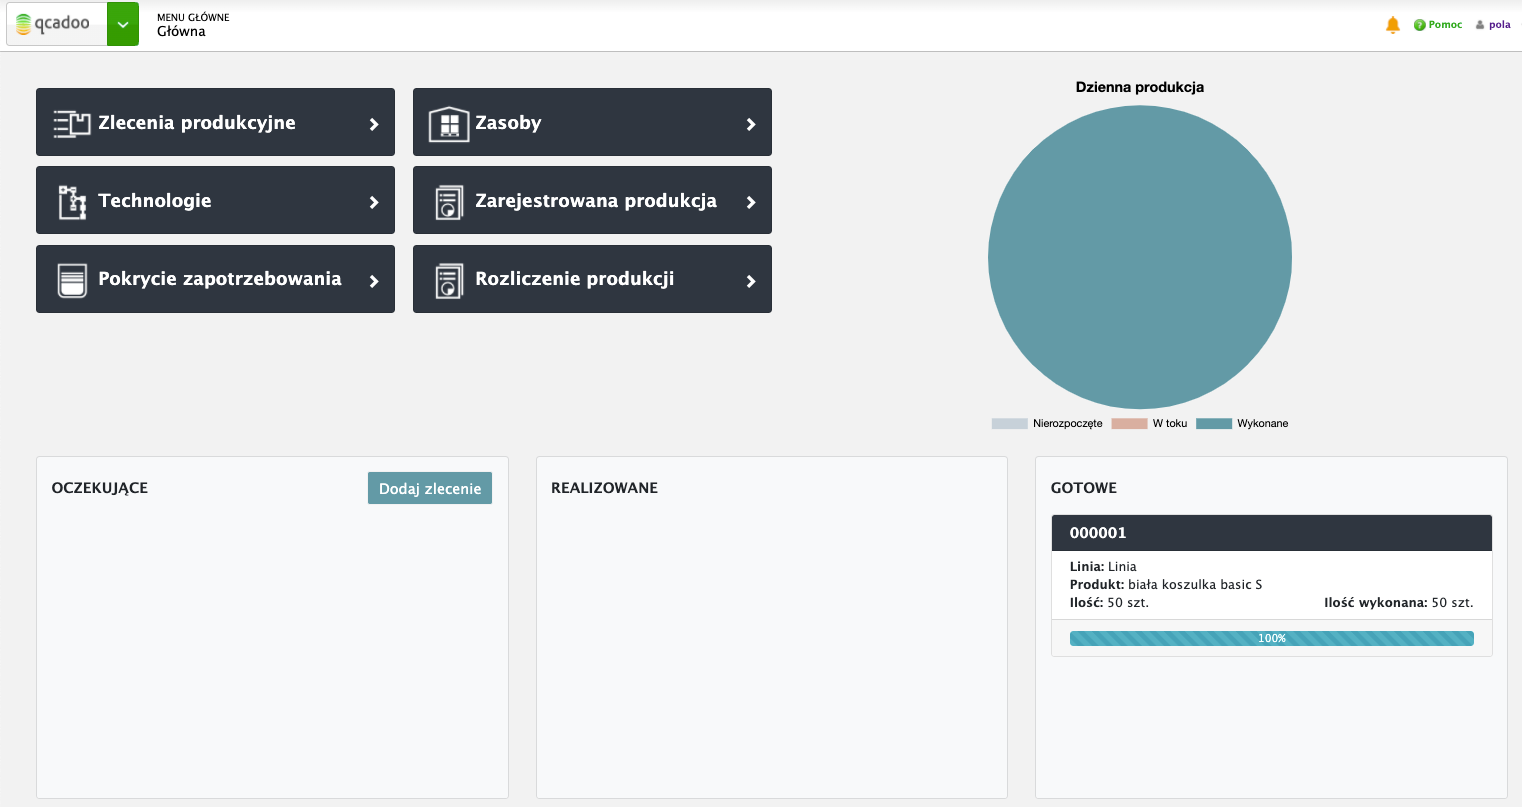 qcadoo
MENU GŁÓWNE
Główna
Pomoc
pola
Zlecenia produkcyjne
Zasoby
Technologie
Zarejestrowana produkcja
Pokrycie zapotrzebowania
Rozliczenie produkcji
Dzienna produkcja
Nierozpoczęte
W toku
Wykonane
OCZEKUJĄCE
Dodaj zlecenie
REALIZOWANE
GOTOWE
000001
Linia: Linia
Produkt: biała koszulka basic S
Ilość: 50 szt.
Ilość wykonana: 50 szt.
100%